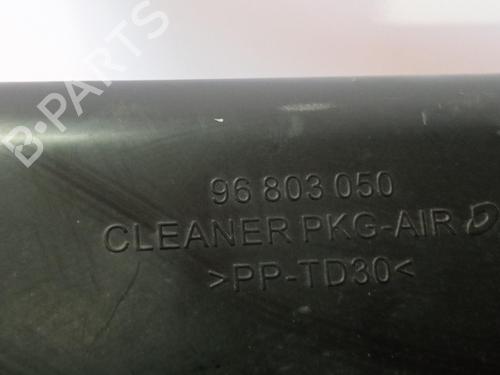 B-PARTS
96 803 050
CLEANER PKG-AIR
>PP-TD30<